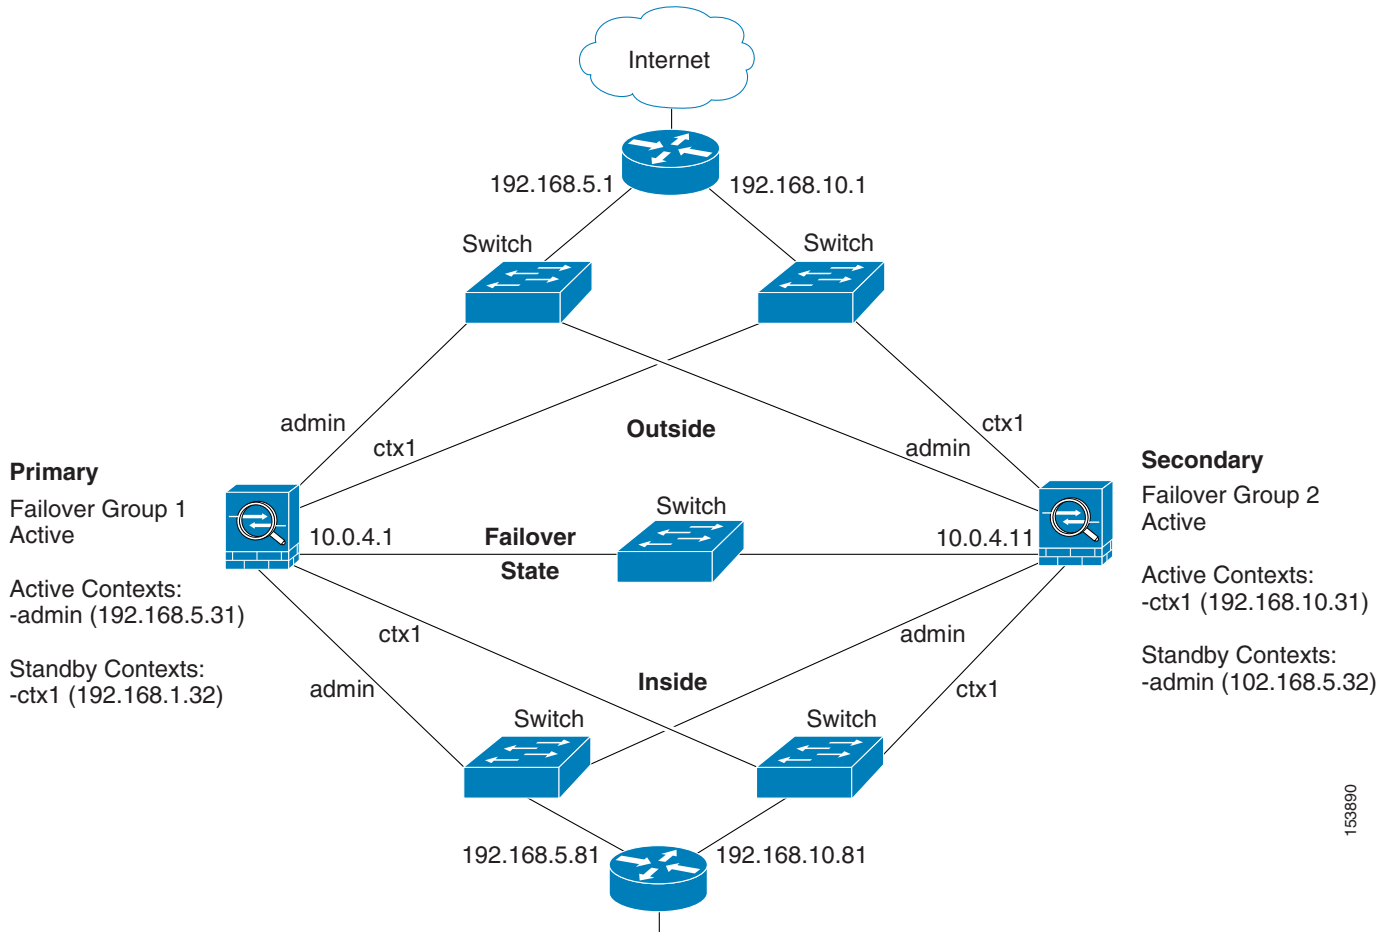 Internet
192.168.5.1
192.168.10.1
Switch
Switch
admin
ctx1
Outside
admin
ctx1
Primary
Failover Group 1
Active
Active Contexts:
-admin (192.168.5.31)
Standby Contexts:
-ctx1 (192.168.1.32)
10.0.4.1
Failover
State
Switch
10.0.4.11
Secondary
Failover Group 2
Active
Active Contexts:
-ctx1 (192.168.10.31)
Standby Contexts:
-admin (102.168.5.32)
ctx1
admin
admin
Inside
ctx1
Switch
Switch
192.168.5.81
192.168.10.81
153890